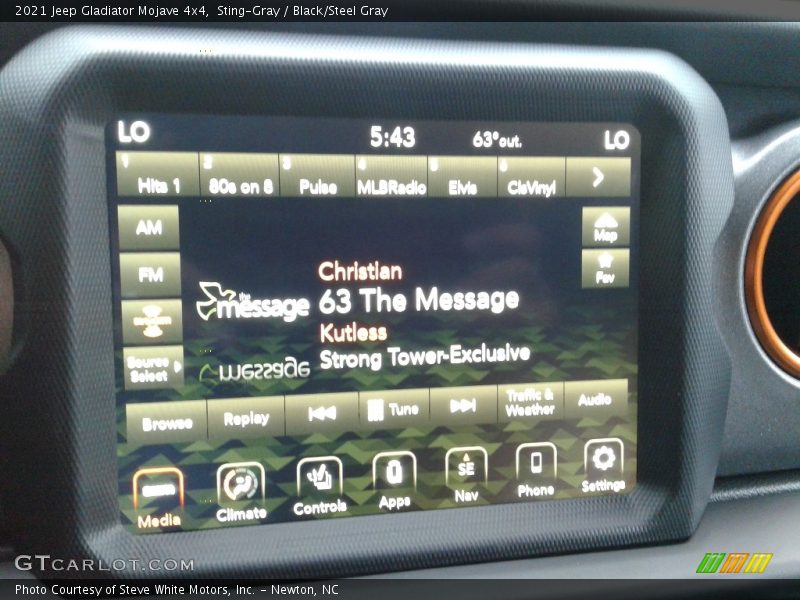 2021 Jeep Gladiator Mojave 4x4,  Sting-Gray / Black/Steel Gray
LO 5:43 63°out. LO
1 Hits 1 2 80s on 8 3 Pulse 4 MLBRadio 5 Elvis 6 ClsVinyl >
AM
Map
FM
Fav
Christian
the message 63 The Message
Kutless
Source Select
Strong Tower-Exclusive
message
Browse Replay Tune Traffic & Weather Audio
SE
Media Climate Controls Apps Nav Phone Settings
GTCARLOT.COM
Photo Courtesy of Steve White Motors, Inc. - Newton, NC